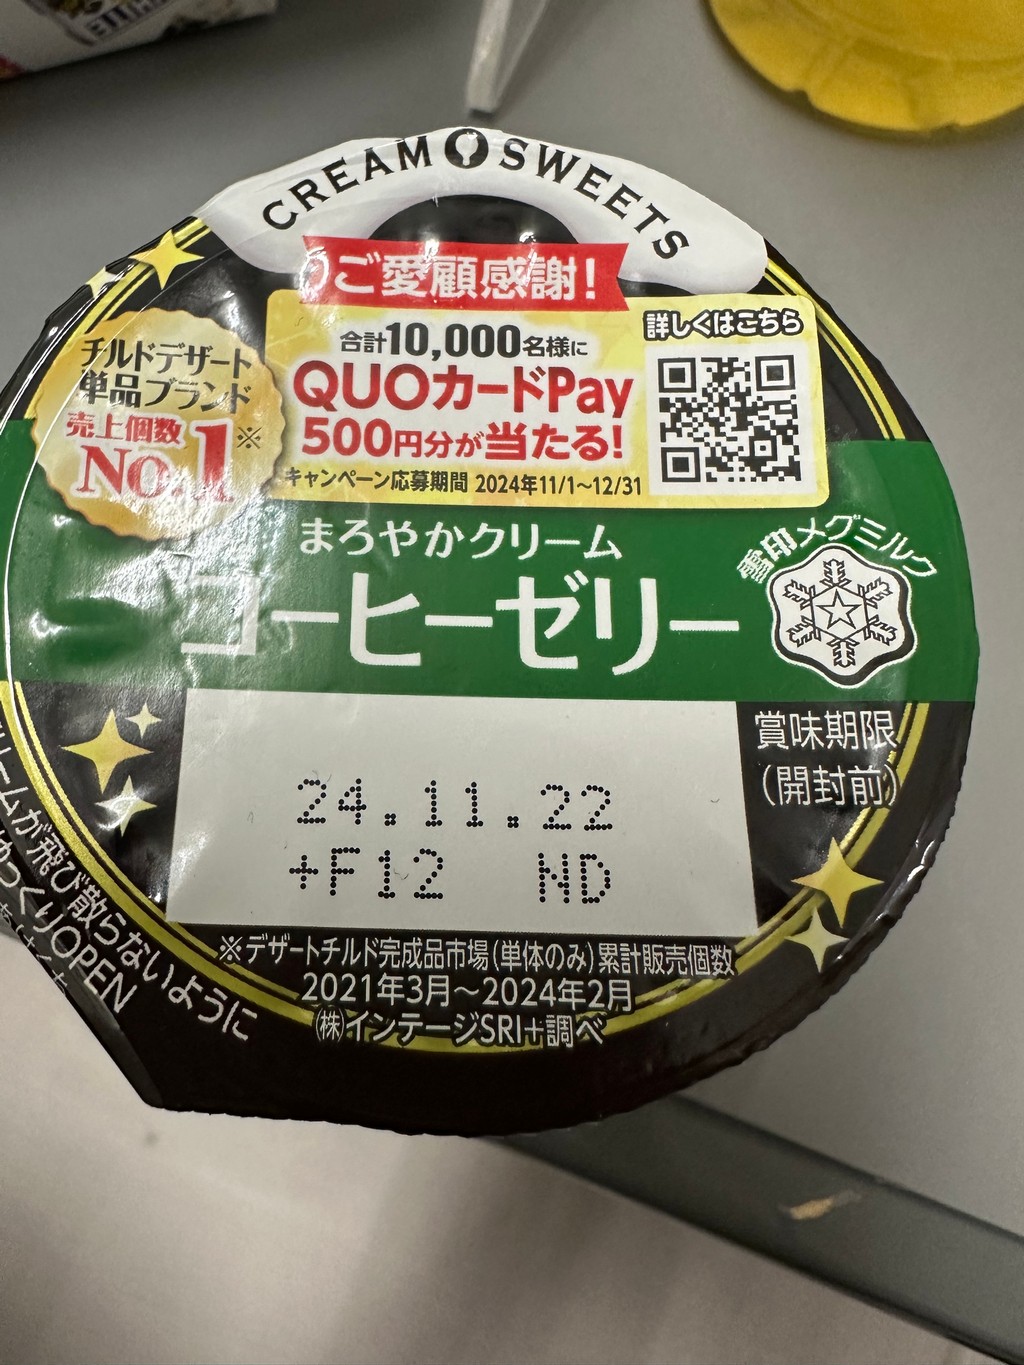 CREAM SWEETS
ご愛顧感謝!
合計10,000名様に
QUOカードPay
500円分が当たる!
キャンペーン応募期間 2024年11/1~12/31
詳しくはこちら
チルドデザート
単品ブランド
売上個数
No.1※
まろやかクリーム
コーヒーゼリー
雪印メグミルク
賞味期限
(開封前)
24.11.22
+F12 ND
※デザートチルド完成品市場(単体のみ)累計販売個数
2021年3月~2024年2月
㈱インテージSRI+調べ
クリームが飛び散らないように
ゆっくりOPEN